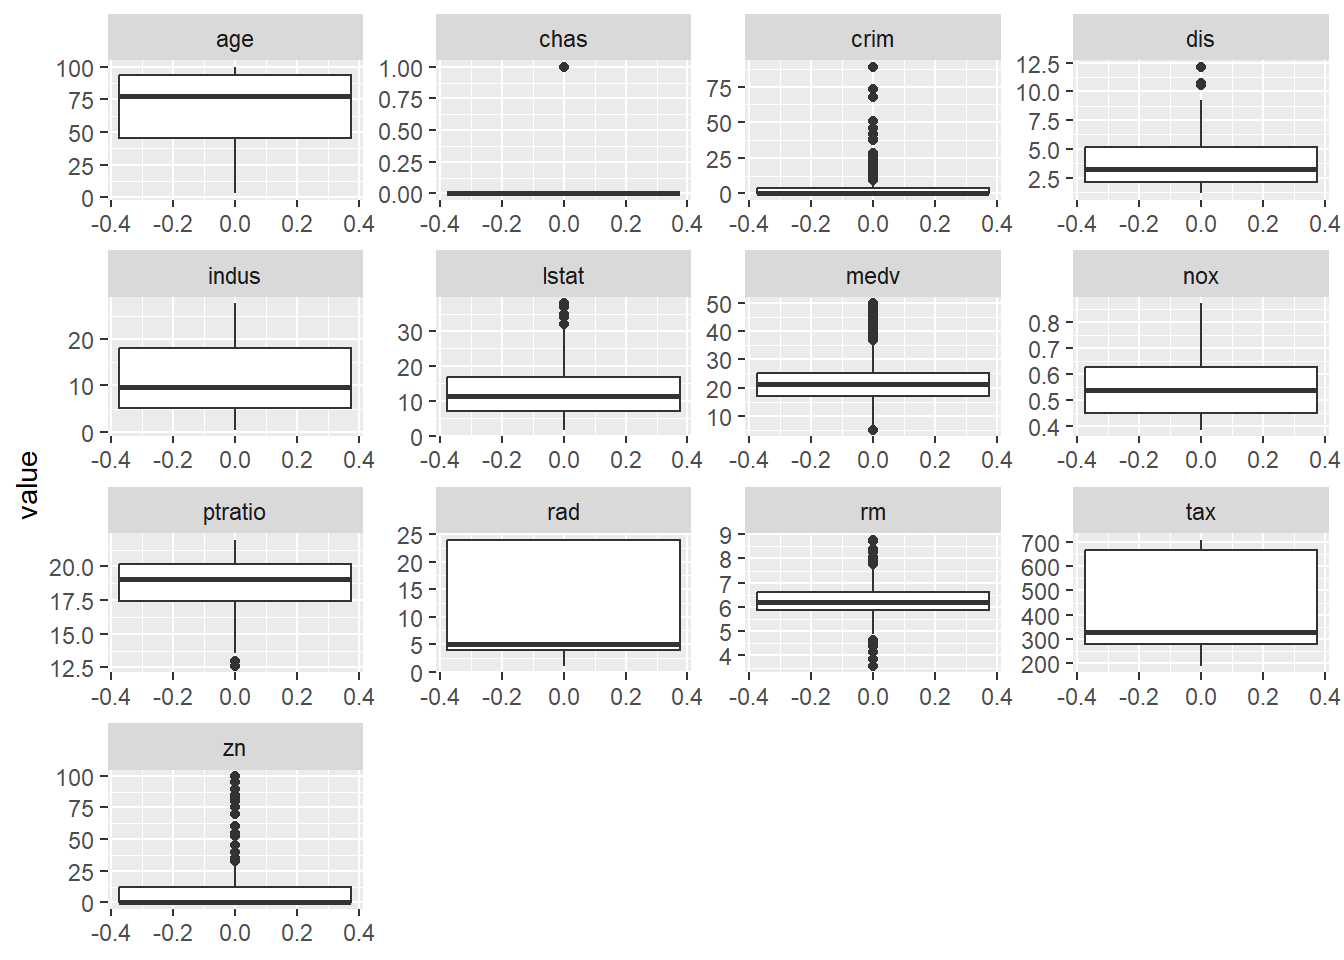 age chas crim dis
100 1.00 75 12.5
75 0.75 50 10.0
50 0.50 25 7.5
25 0.25 0 5.0
0 0.00 2.5
-0.4 -0.2 0.0 0.2 0.4 -0.4 -0.2 0.0 0.2 0.4 -0.4 -0.2 0.0 0.2 0.4 -0.4 -0.2 0.0 0.2 0.4
indus lstat medv nox
20 30 50 0.8
10 20 40 0.7
0 10 30 0.6
0 20 0.5
10 0.4
-0.4 -0.2 0.0 0.2 0.4 -0.4 -0.2 0.0 0.2 0.4 -0.4 -0.2 0.0 0.2 0.4 -0.4 -0.2 0.0 0.2 0.4
value
ptratio rad rm tax
20.0 25 9 700
17.5 20 8 600
15.0 15 7 500
12.5 10 6 400
5 5 300
0 4 200
-0.4 -0.2 0.0 0.2 0.4 -0.4 -0.2 0.0 0.2 0.4 -0.4 -0.2 0.0 0.2 0.4 -0.4 -0.2 0.0 0.2 0.4
zn
100
75
50
25
0
-0.4 -0.2 0.0 0.2 0.4